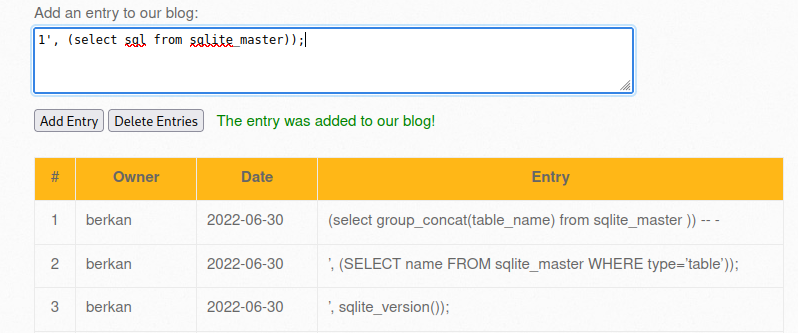 Add an entry to our blog:
1', (select sql from sqlite_master));
Add Entry Delete Entries The entry was added to our blog!
# Owner Date Entry
1 berkan 2022-06-30 (select group_concat(table_name) from sqlite_master )) -- -
2 berkan 2022-06-30 ’, (SELECT name FROM sqlite_master WHERE type=’table’));
3 berkan 2022-06-30 ’, sqlite_version());